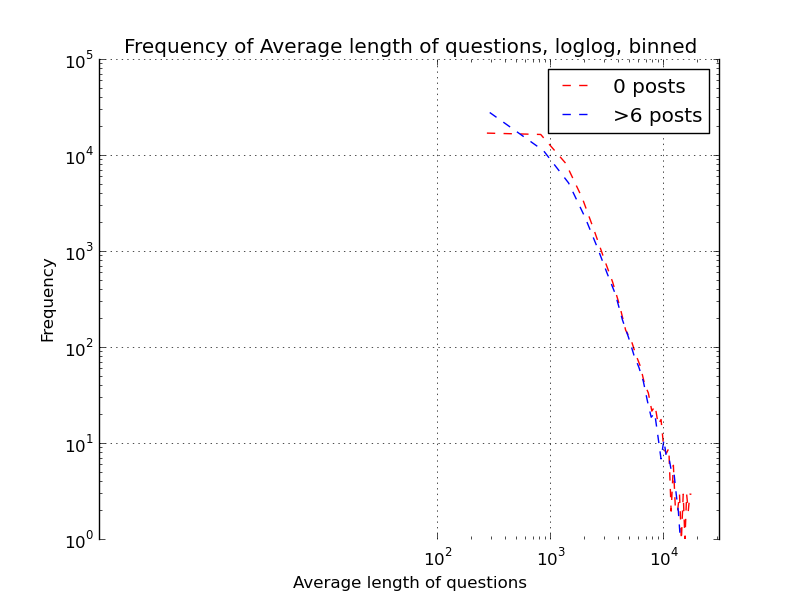 Frequency of Average length of questions, loglog, binned
10^5
10^4
10^3
10^2
10^1
10^0
Frequency
0 posts
>6 posts
10^2
10^3
10^4
Average length of questions